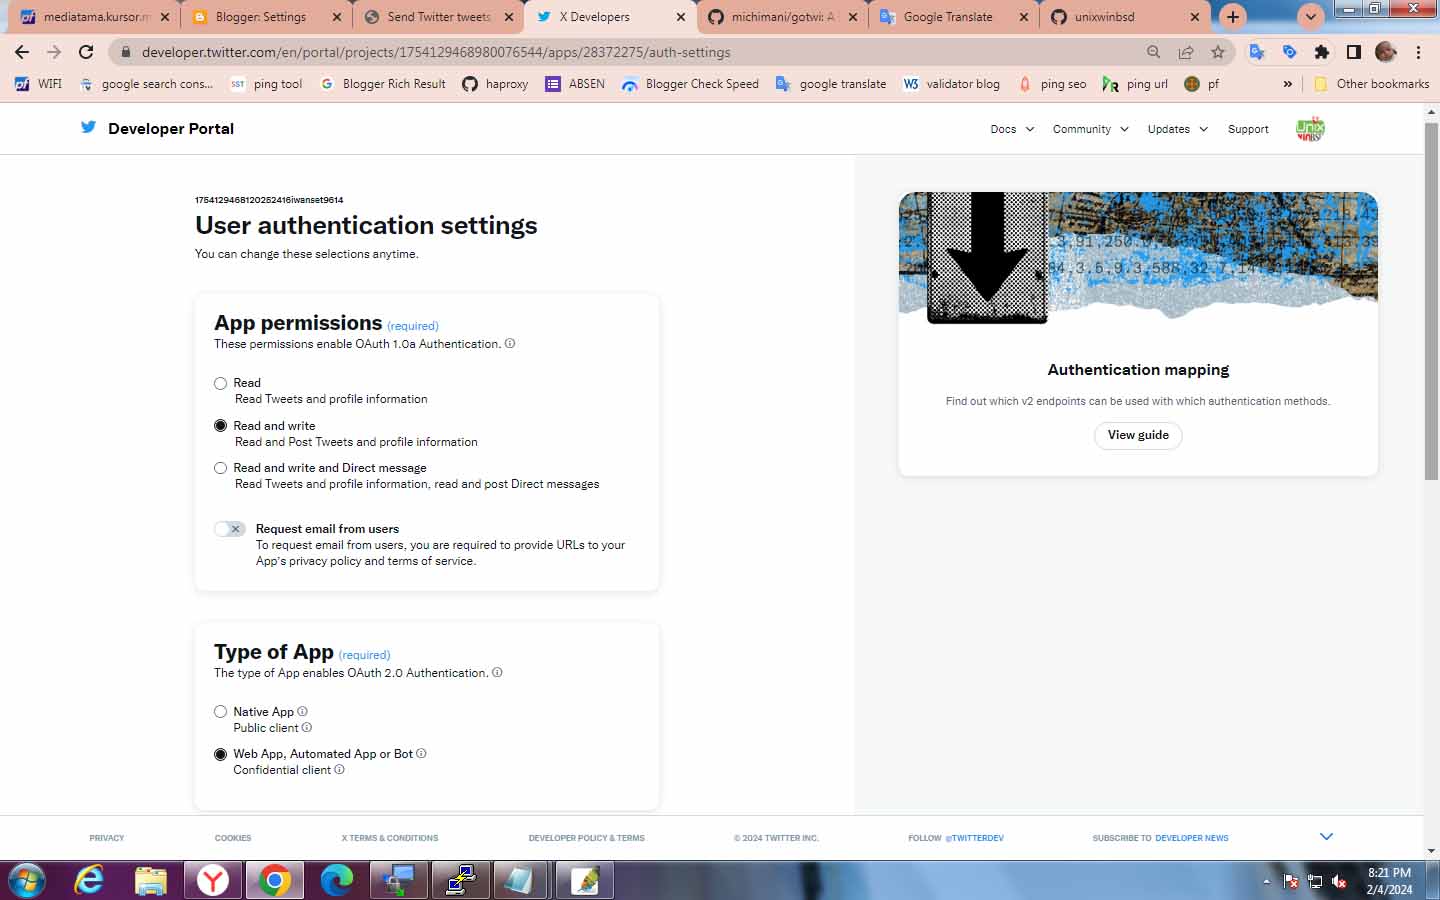 mediatama.kursor.m
Blogger: Settings
Send Twitter tweets
X Developers
michimani/gotwi: A
Google Translate
unixwinbsd
developer.twitter.com/en/portal/projects/1754129468980076544/apps/28372275/auth-settings
WIFI
google search cons...
SST
ping tool
Blogger Rich Result
haproxy
ABSEN
Blogger Check Speed
google translate
W3
validator blog
ping seo
ping url
pf
»
Other bookmarks
Developer Portal
Docs
Community
Updates
Support
1754129468120252416iwanset9614
User authentication settings
You can change these selections anytime.
App permissions (required)
These permissions enable OAuth 1.0a Authentication.
Read
Read Tweets and profile information
Read and write
Read and Post Tweets and profile information
Read and write and Direct message
Read Tweets and profile information, read and post Direct messages
Request email from users
To request email from users, you are required to provide URLs to your
App's privacy policy and terms of service.
Type of App (required)
The type of App enables OAuth 2.0 Authentication.
Native App
Public client
Web App, Automated App or Bot
Confidential client
Authentication mapping
Find out which v2 endpoints can be used with which authentication methods.
View guide
PRIVACY
COOKIES
X TERMS & CONDITIONS
DEVELOPER POLICY & TERMS
© 2024 TWITTER INC.
FOLLOW @TWITTERDEV
SUBSCRIBE TO DEVELOPER NEWS
8:21 PM
2/4/2024